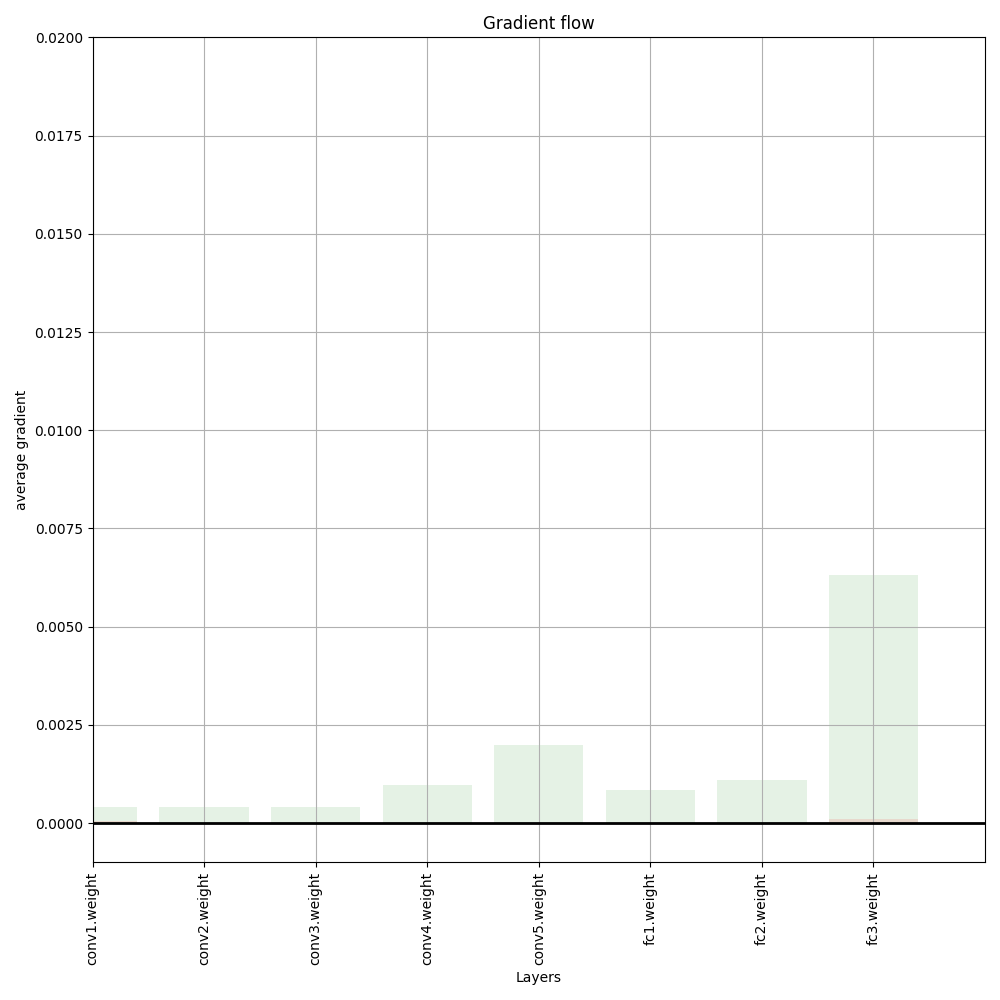 Gradient flow
0.0200
0.0175
0.0150
0.0125
0.0100
0.0075
0.0050
0.0025
0.0000
average gradient
conv1.weight
conv2.weight
conv3.weight
conv4.weight
conv5.weight
fc1.weight
fc2.weight
fc3.weight
Layers